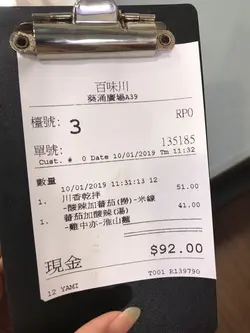 百味川
葵涌廣場A39
檯號: 3 RP0
單號: 135185
Cust. # 0 Date 10/01/2019 Tm 11:32
數量
10/01/2019 11:31:13 12
1. 川香乾拌 51.00
-酸辣加蕃茄(撈)-米線
1. 蕃茄加酸辣(湯) 41.00
-雞中亦-淮山麵
現金 $92.00
T001 R139790
12 YAMI